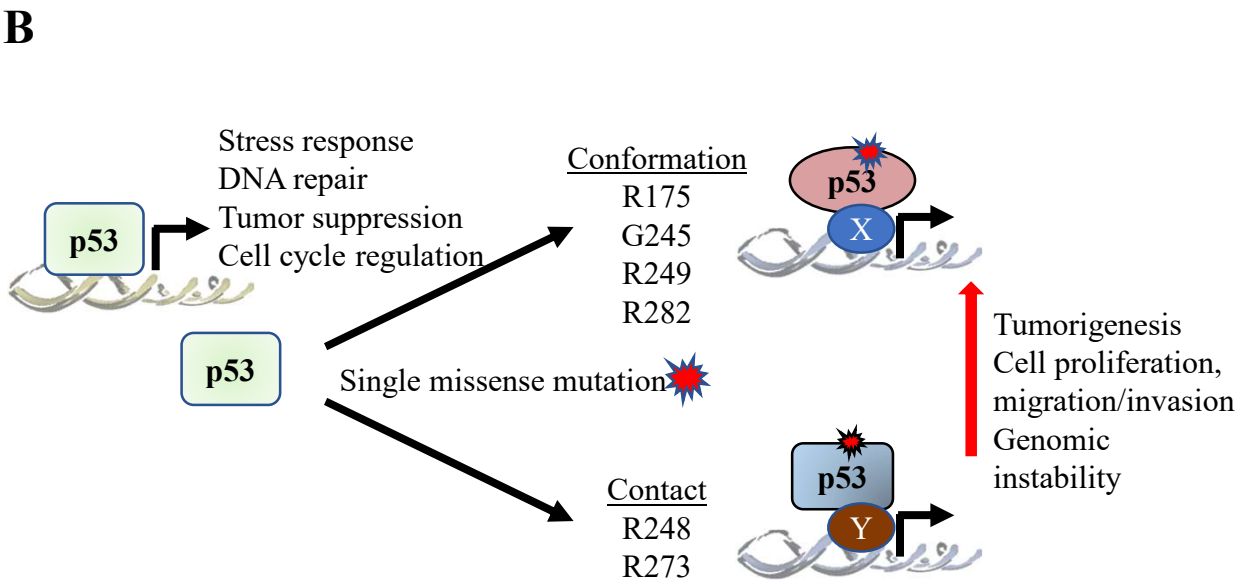 B
Stress response
DNA repair
Tumor suppression
Cell cycle regulation
p53
p53
Single missense mutation
Conformation
R175
G245
R249
R282
p53
X
Contact
R248
R273
p53
Y
Tumorigenesis
Cell proliferation,
migration/invasion
Genomic
instability